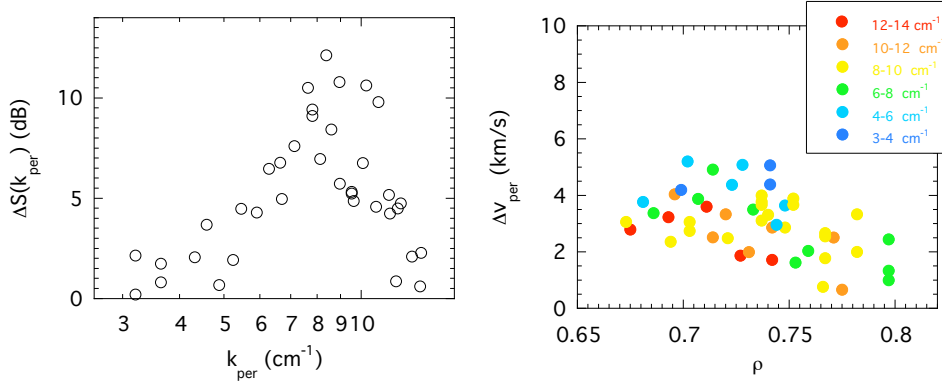 ΔS(k_per) (dB)
10
5
0
3 4 5 6 7 8 910
k_per (cm⁻¹)
Δv_per (km/s)
10
8
6
4
2
0
0.65 0.7 0.75 0.8
ρ
12-14 cm⁻¹
10-12 cm⁻¹
8-10 cm⁻¹
6-8 cm⁻¹
4-6 cm⁻¹
3-4 cm⁻¹